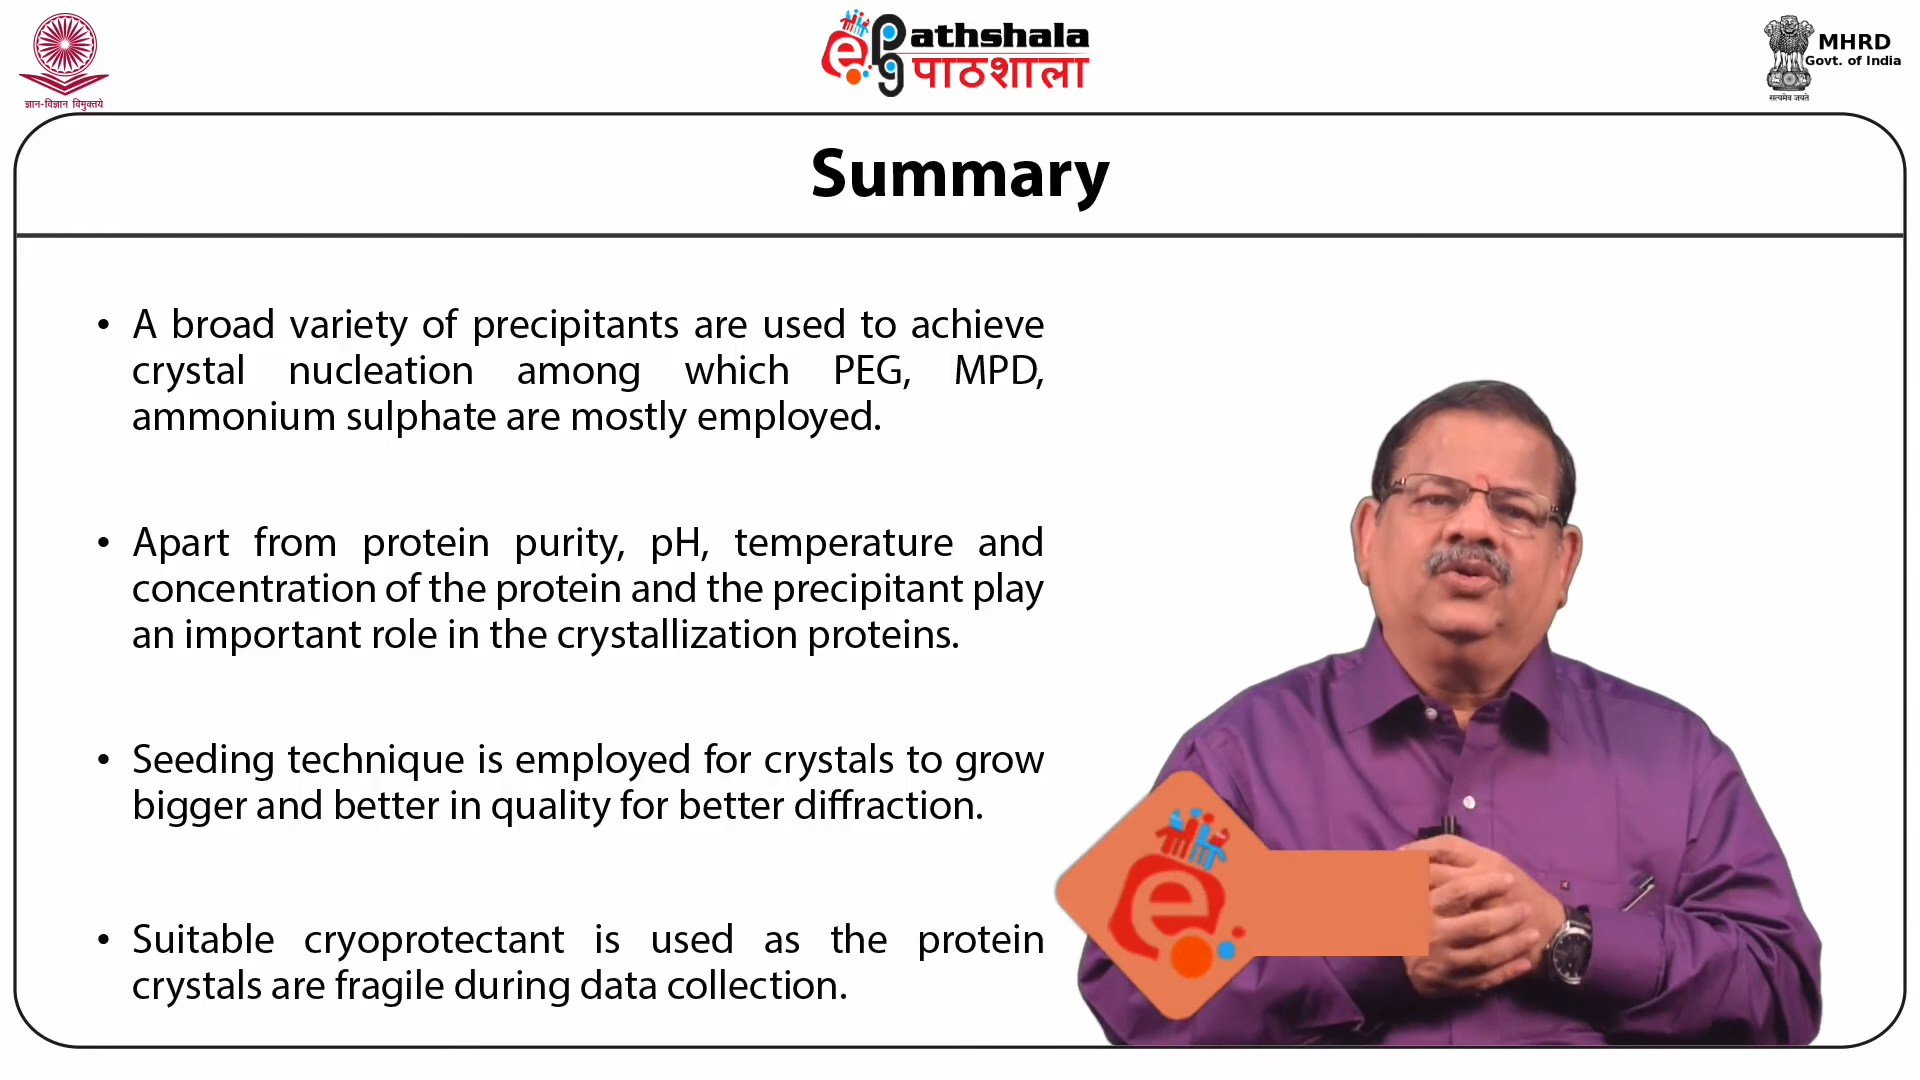 ज्ञान-विज्ञान विमुक्तये
ePathshala
पाठशाला
MHRD
Govt. of India
सत्यमेव जयते
Summary
• A broad variety of precipitants are used to achieve
crystal nucleation among which PEG, MPD,
ammonium sulphate are mostly employed.
• Apart from protein purity, pH, temperature and
concentration of the protein and the precipitant play
an important role in the crystallization proteins.
• Seeding technique is employed for crystals to grow
bigger and better in quality for better diffraction.
• Suitable cryoprotectant is used as the protein
crystals are fragile during data collection.
e